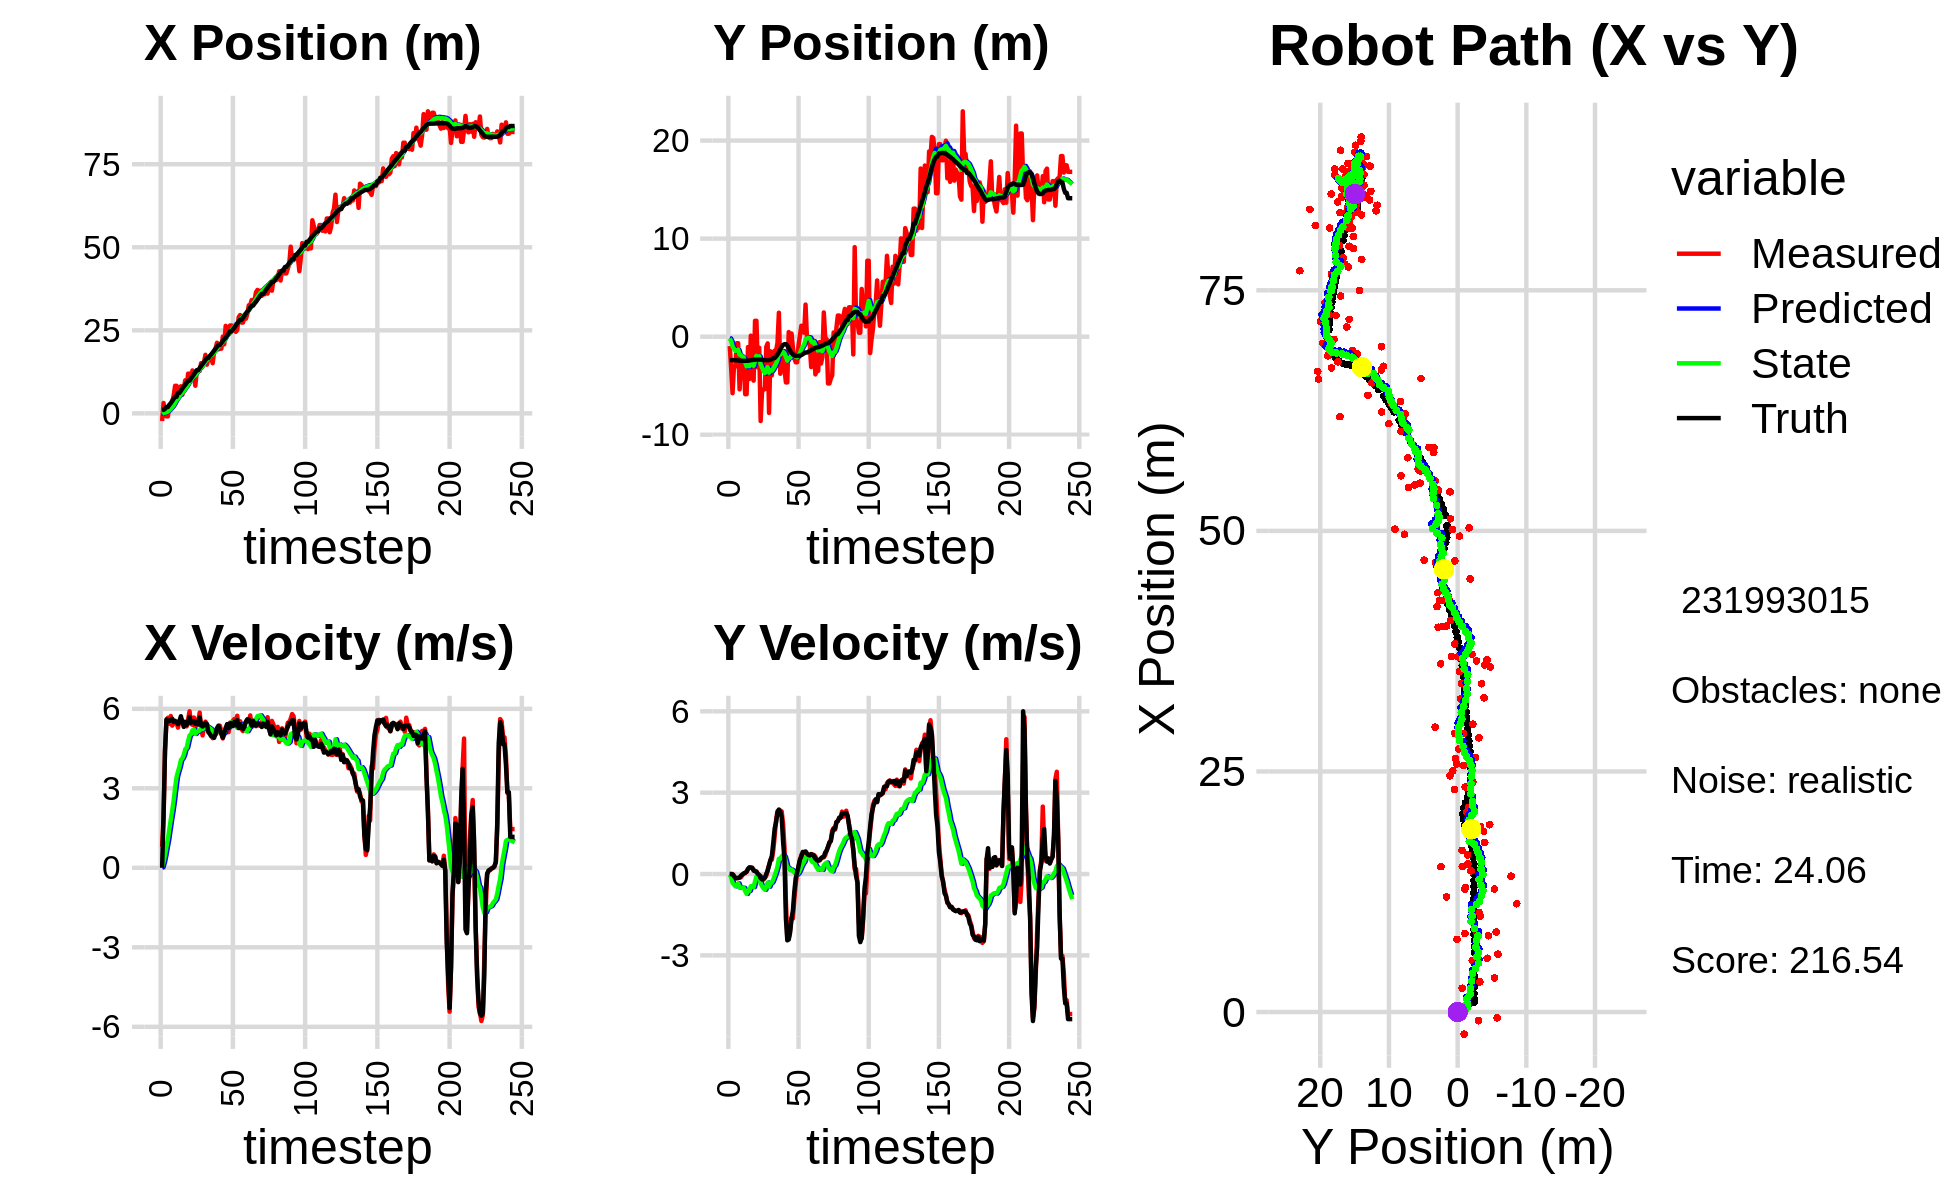 X Position (m)
75
50
25
0
0
50
100
150
200
250
timestep
Y Position (m)
20
10
0
-10
0
50
100
150
200
250
timestep
X Velocity (m/s)
6
3
0
-3
-6
0
50
100
150
200
250
timestep
Y Velocity (m/s)
6
3
0
-3
0
50
100
150
200
250
timestep
Robot Path (X vs Y)
X Position (m)
75
50
25
0
20
10
0
-10
-20
Y Position (m)
variable
Measured
Predicted
State
Truth
231993015
Obstacles: none
Noise: realistic
Time: 24.06
Score: 216.54